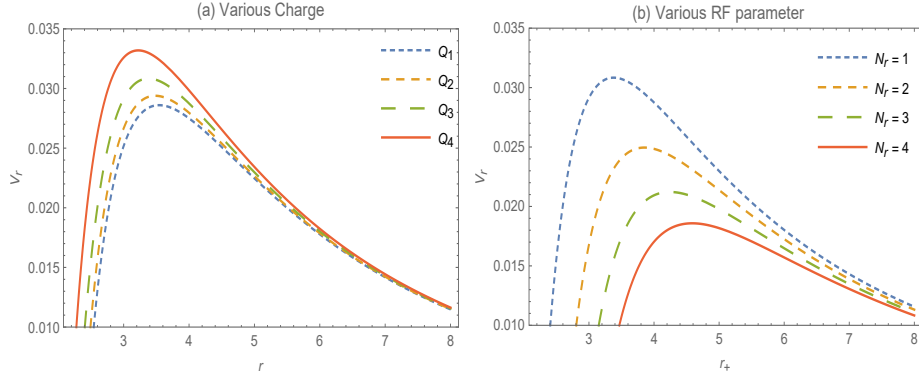 (a) Various Charge
0.035
0.030
0.025
0.020
0.015
0.010
V_r
3 4 5 6 7 8
r
Q_1
Q_2
Q_3
Q_4
(b) Various RF parameter
0.035
0.030
0.025
0.020
0.015
0.010
V_r
3 4 5 6 7 8
r_+
N_r = 1
N_r = 2
N_r = 3
N_r = 4